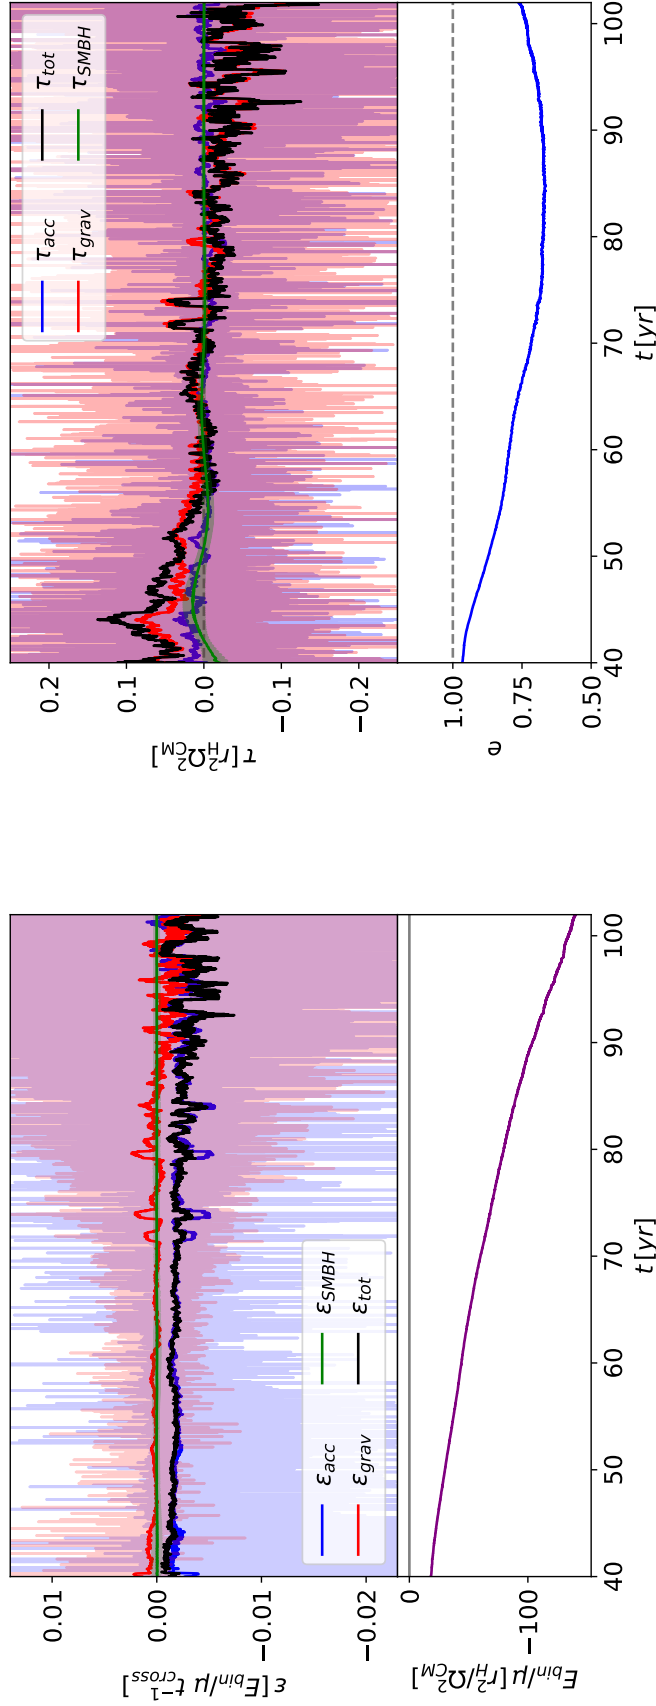 0.01
0.00
−0.01
−0.02
ε[E_bin/μ t_cross^−1]
ε_acc
ε_grav
ε_SMBH
ε_tot
0
−100
E_bin/μ[r_H^2/Ω_CM^2]
40 50 60 70 80 90 100
t [yr]
0.2
0.1
0.0
−0.1
−0.2
τ[r_H^2Ω_CM^2]
τ_acc
τ_grav
τ_tot
τ_SMBH
1.00
0.75
0.50
e
40 50 60 70 80 90 100
t [yr]